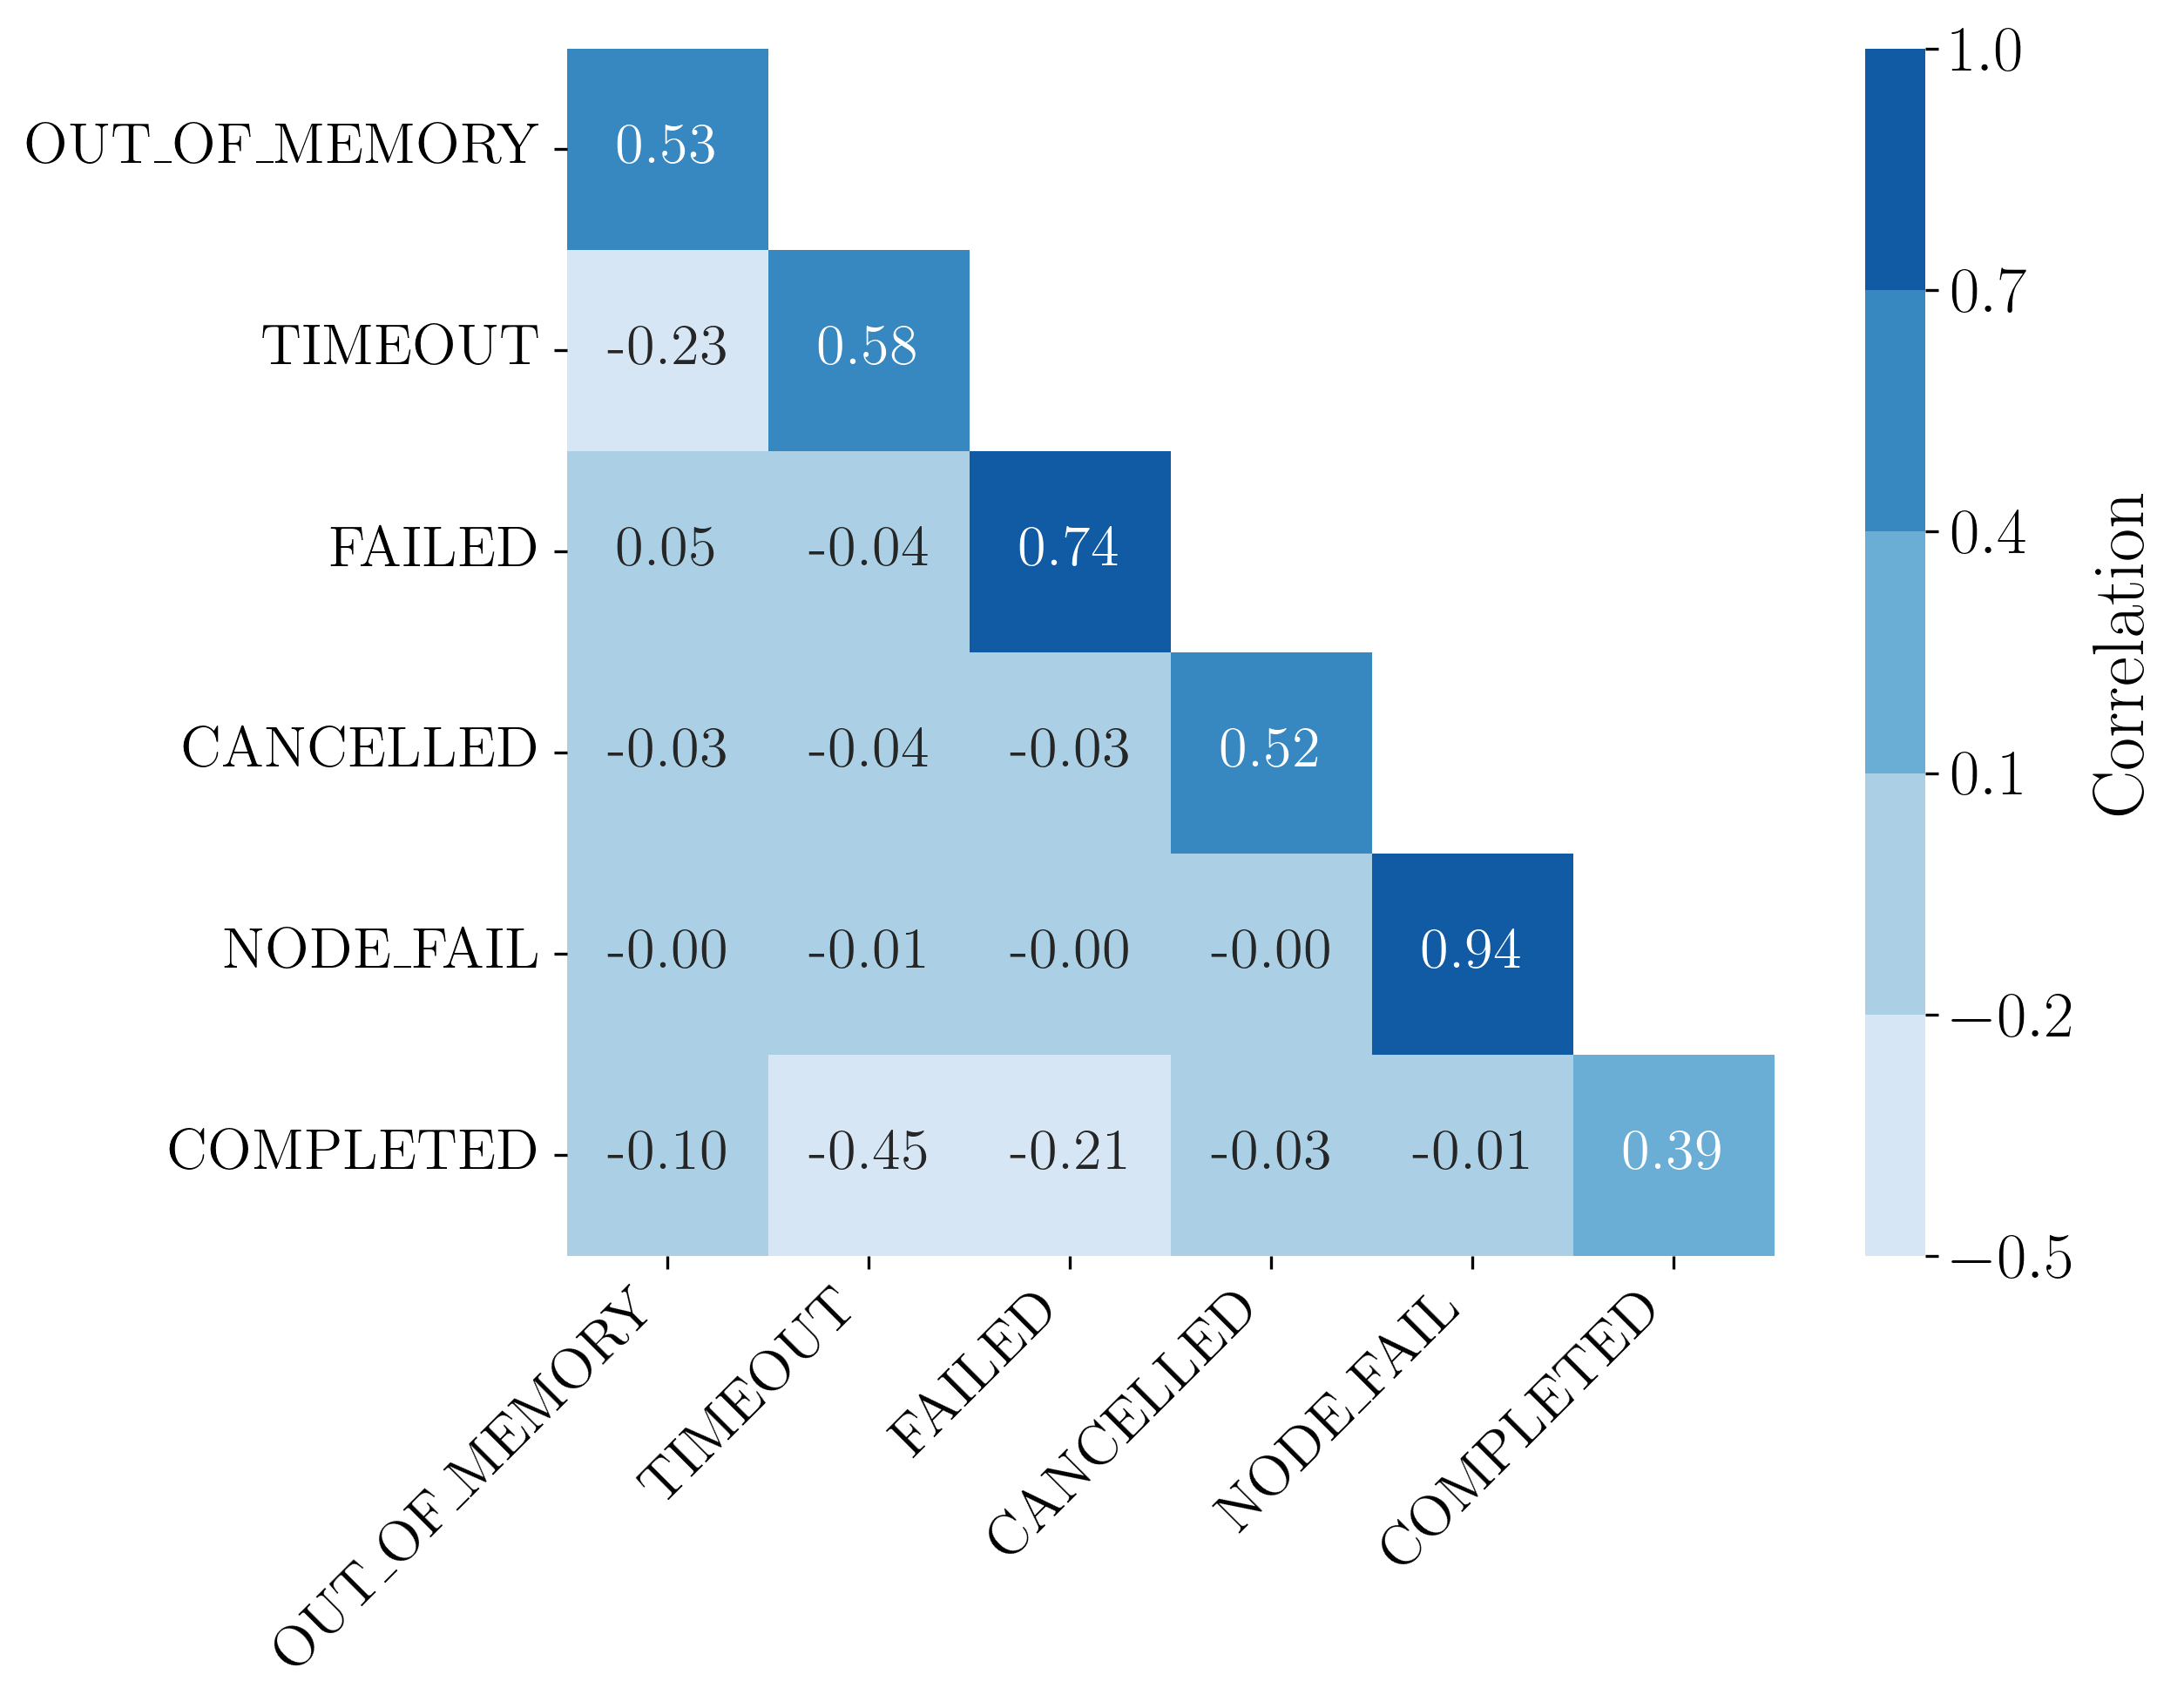 OUT_OF_MEMORY 0.53
TIMEOUT -0.23 0.58
FAILED 0.05 -0.04 0.74
CANCELLED -0.03 -0.04 -0.03 0.52
NODE_FAIL -0.00 -0.01 -0.00 -0.00 0.94
COMPLETED -0.10 -0.45 -0.21 -0.03 -0.01 0.39
OUT_OF_MEMORY
TIMEOUT
FAILED
CANCELLED
NODE_FAIL
COMPLETED
1.0
0.7
0.4
0.1
−0.2
−0.5
Correlation